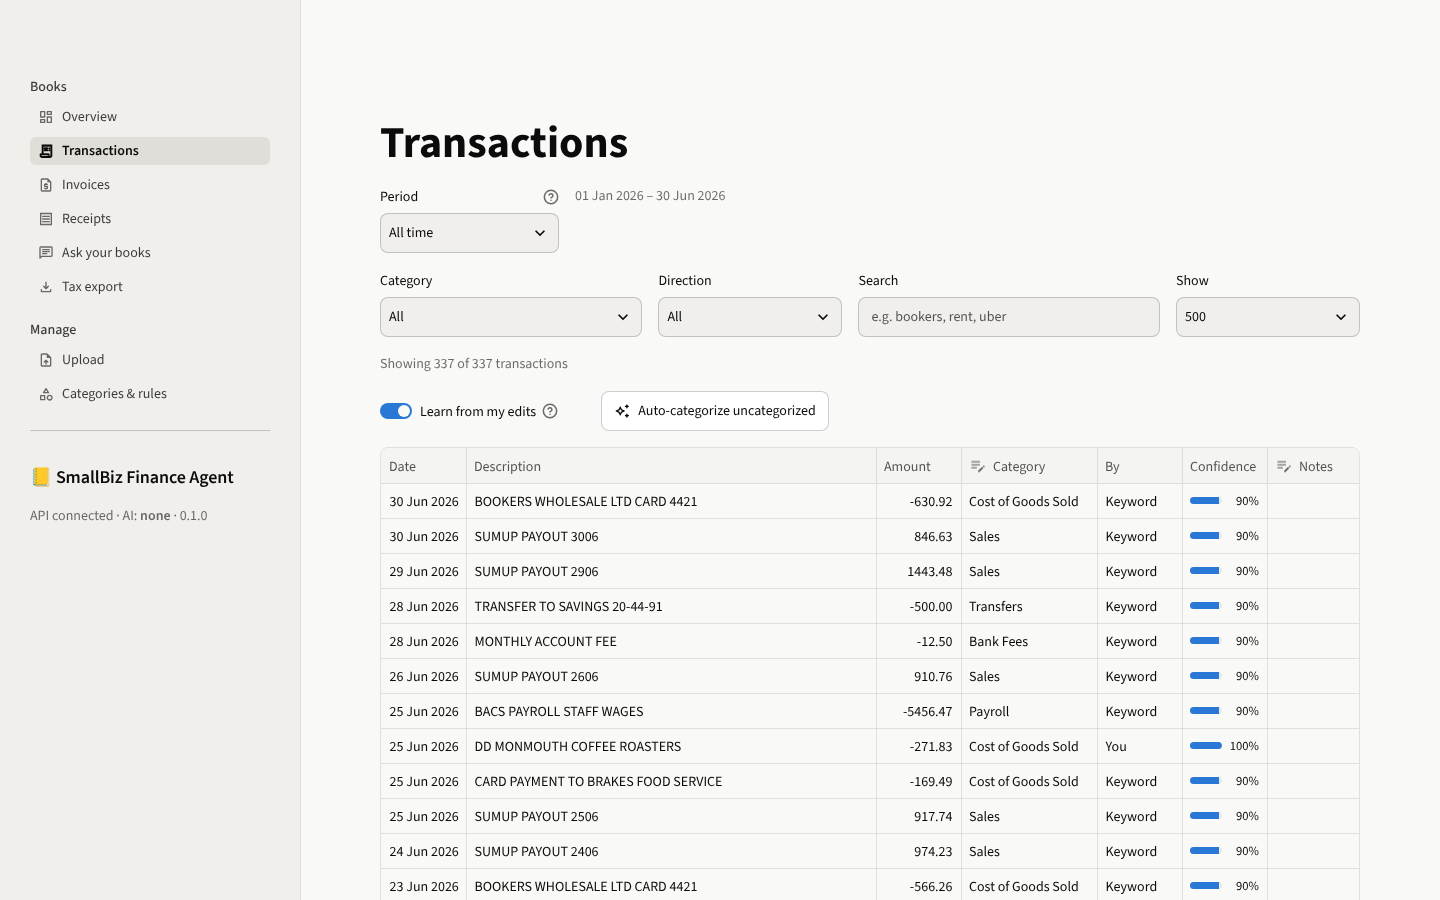 Books
Overview
Transactions
Invoices
Receipts
Ask your books
Tax export
Manage
Upload
Categories & rules
SmallBiz Finance Agent
API connected · AI: none · 0.1.0
Transactions
Period
01 Jan 2026 – 30 Jun 2026
All time
Category Direction Search Show
All All e.g. bookers, rent, uber 500
Showing 337 of 337 transactions
Learn from my edits Auto-categorize uncategorized
Date Description Amount Category By Confidence Notes
30 Jun 2026 BOOKERS WHOLESALE LTD CARD 4421 -630.92 Cost of Goods Sold Keyword 90%
30 Jun 2026 SUMUP PAYOUT 3006 846.63 Sales Keyword 90%
29 Jun 2026 SUMUP PAYOUT 2906 1443.48 Sales Keyword 90%
28 Jun 2026 TRANSFER TO SAVINGS 20-44-91 -500.00 Transfers Keyword 90%
28 Jun 2026 MONTHLY ACCOUNT FEE -12.50 Bank Fees Keyword 90%
26 Jun 2026 SUMUP PAYOUT 2606 910.76 Sales Keyword 90%
25 Jun 2026 BACS PAYROLL STAFF WAGES -5456.47 Payroll Keyword 90%
25 Jun 2026 DD MONMOUTH COFFEE ROASTERS -271.83 Cost of Goods Sold You 100%
25 Jun 2026 CARD PAYMENT TO BRAKES FOOD SERVICE -169.49 Cost of Goods Sold Keyword 90%
25 Jun 2026 SUMUP PAYOUT 2506 917.74 Sales Keyword 90%
24 Jun 2026 SUMUP PAYOUT 2406 974.23 Sales Keyword 90%
23 Jun 2026 BOOKERS WHOLESALE LTD CARD 4421 -566.26 Cost of Goods Sold Keyword 90%